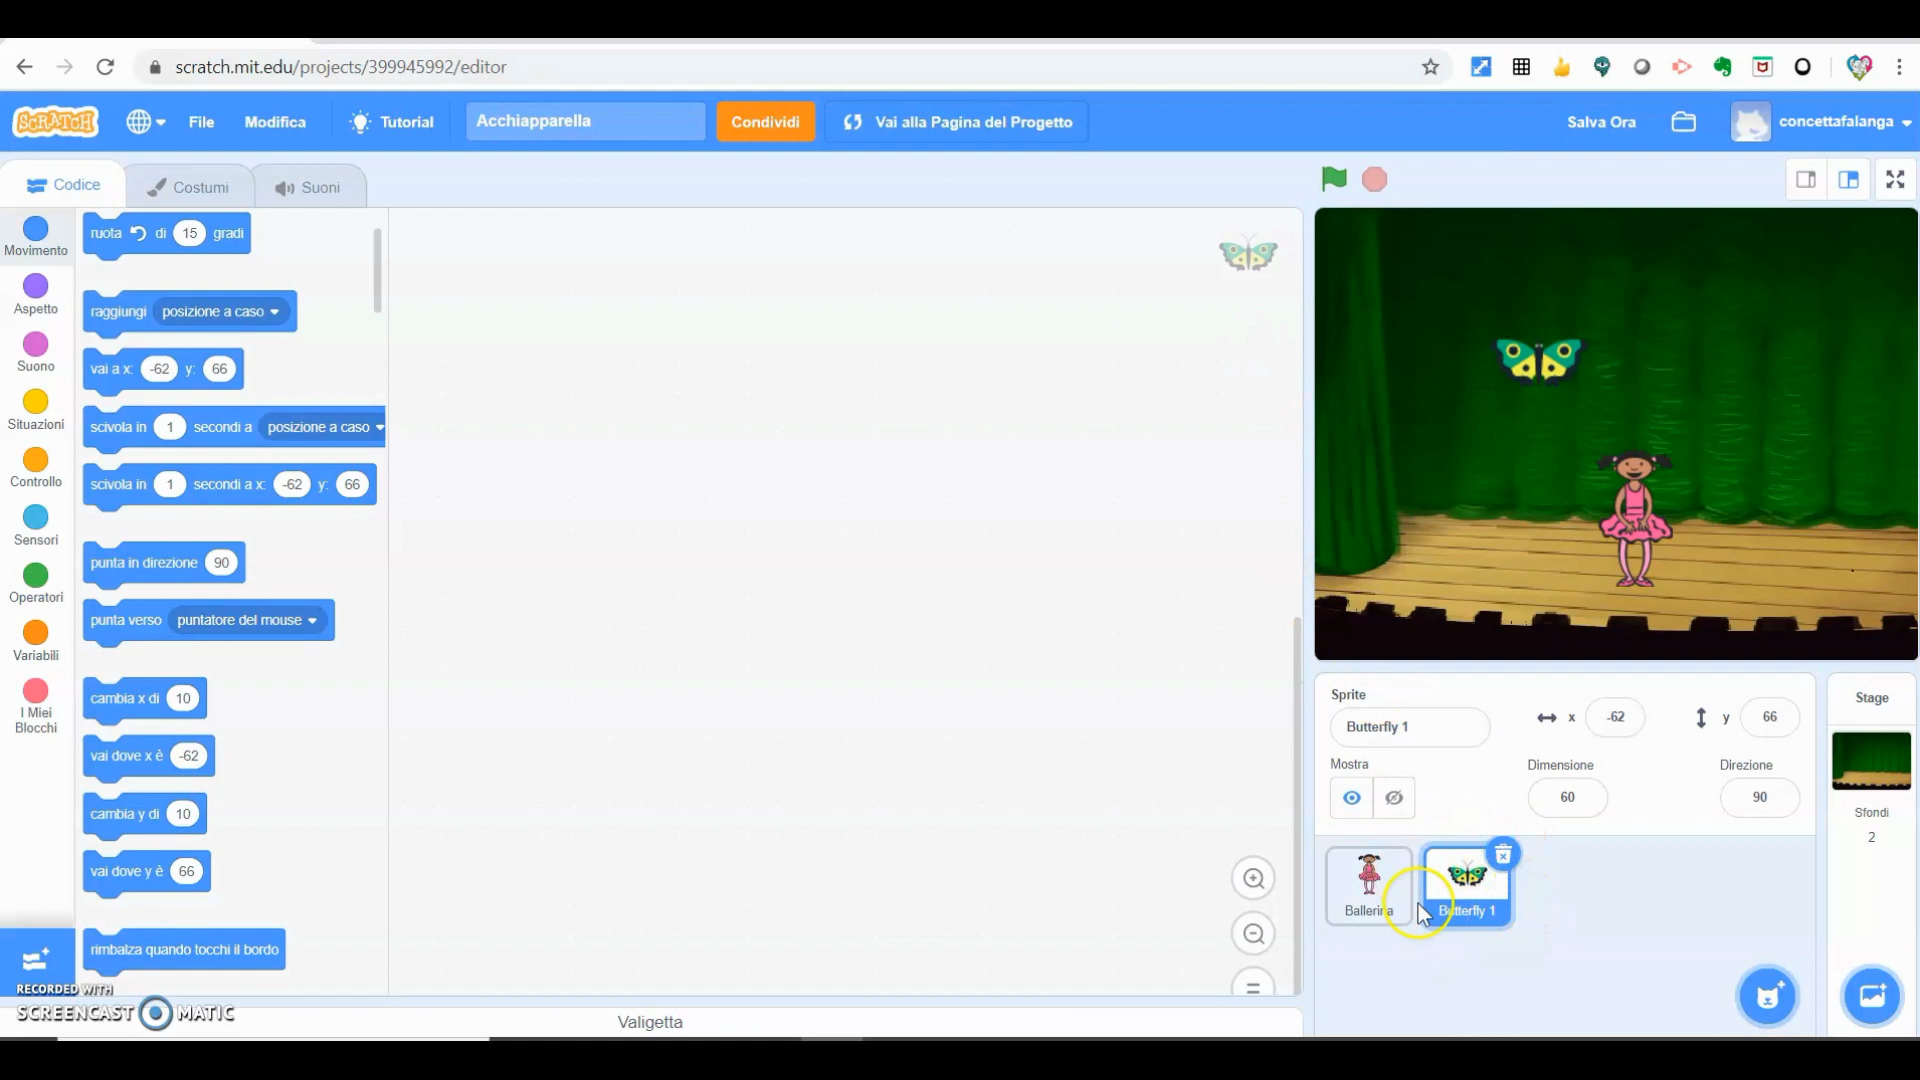 scratch.mit.edu/projects/399945992/editor
SCRATCH File Modifica Tutorial Acchiapparella Condividi Vai alla Pagina del Progetto Salva Ora concettafalanga
Codice Costumi Suoni
Movimento
Aspetto
Suono
Situazioni
Controllo
Sensori
Operatori
Variabili
I Miei
Blocchi
ruota di 15 gradi
raggiungi posizione a caso
vai a x: -62 y: 66
scivola in 1 secondi a posizione a caso
scivola in 1 secondi a x: -62 y: 66
punta in direzione 90
punta verso puntatore del mouse
cambia x di 10
vai dove x è -62
cambia y di 10
vai dove y è 66
rimbalza quando tocchi il bordo
Sprite
Butterfly 1 x -62 y 66
Mostra Dimensione Direzione
60 90
Ballerina Butterfly 1
Stage
Sfondi
2
Valigetta
RECORDED WITH
SCREENCAST MATIC